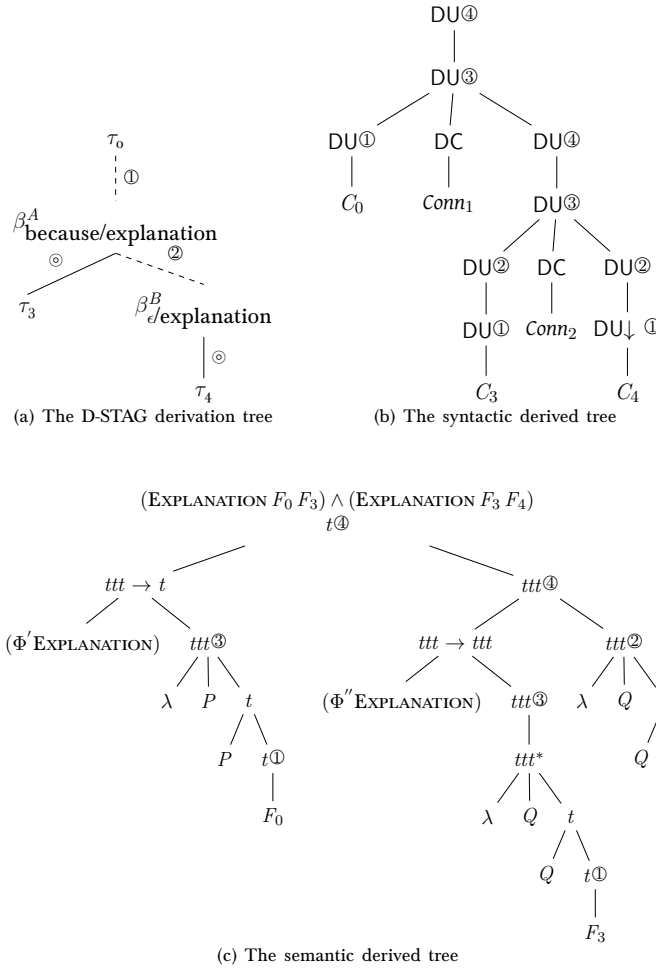 DU④
DU③
DU① DC DU④
C₀ Conn₁ DU③
DU② DC DU②
DU① Conn₂ DU↓ ①
C₃ C₄
(b) The syntactic derived tree
τ₀
①
β^A because/explanation
◎ ②
τ₃ β^B ϵ/explanation
◎
τ₄
(a) The D-STAG derivation tree
(EXPLANATION F₀ F₃) ∧ (EXPLANATION F₃ F₄)
t④
ttt → t ttt④
(Φ′EXPLANATION) ttt③ ttt → ttt ttt②
λ P t (Φ″EXPLANATION) ttt③ λ Q
P t① ttt* Q
F₀ λ Q t
Q t①
F₃
(c) The semantic derived tree